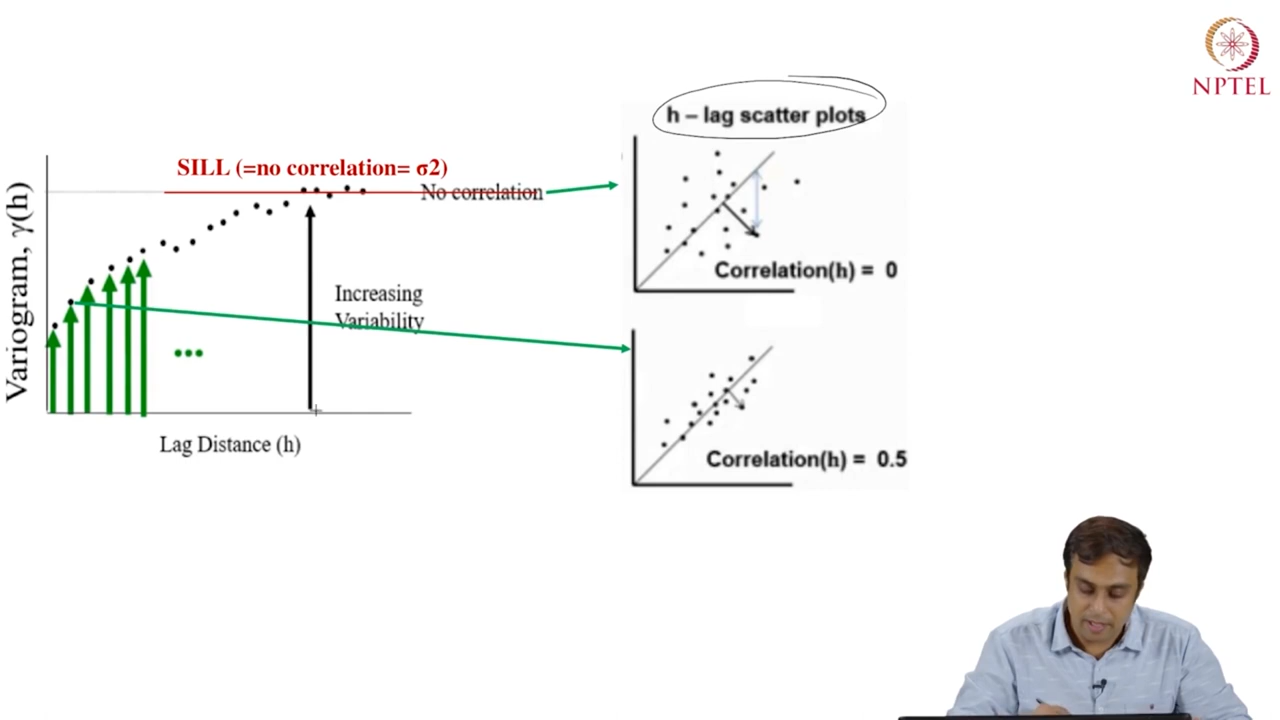 NPTEL
h – lag scatter plots
SILL (=no correlation= σ2)
No correlation
Variogram, γ(h)
Increasing
Variability
Lag Distance (h)
Correlation(h) = 0
Correlation(h) = 0.5